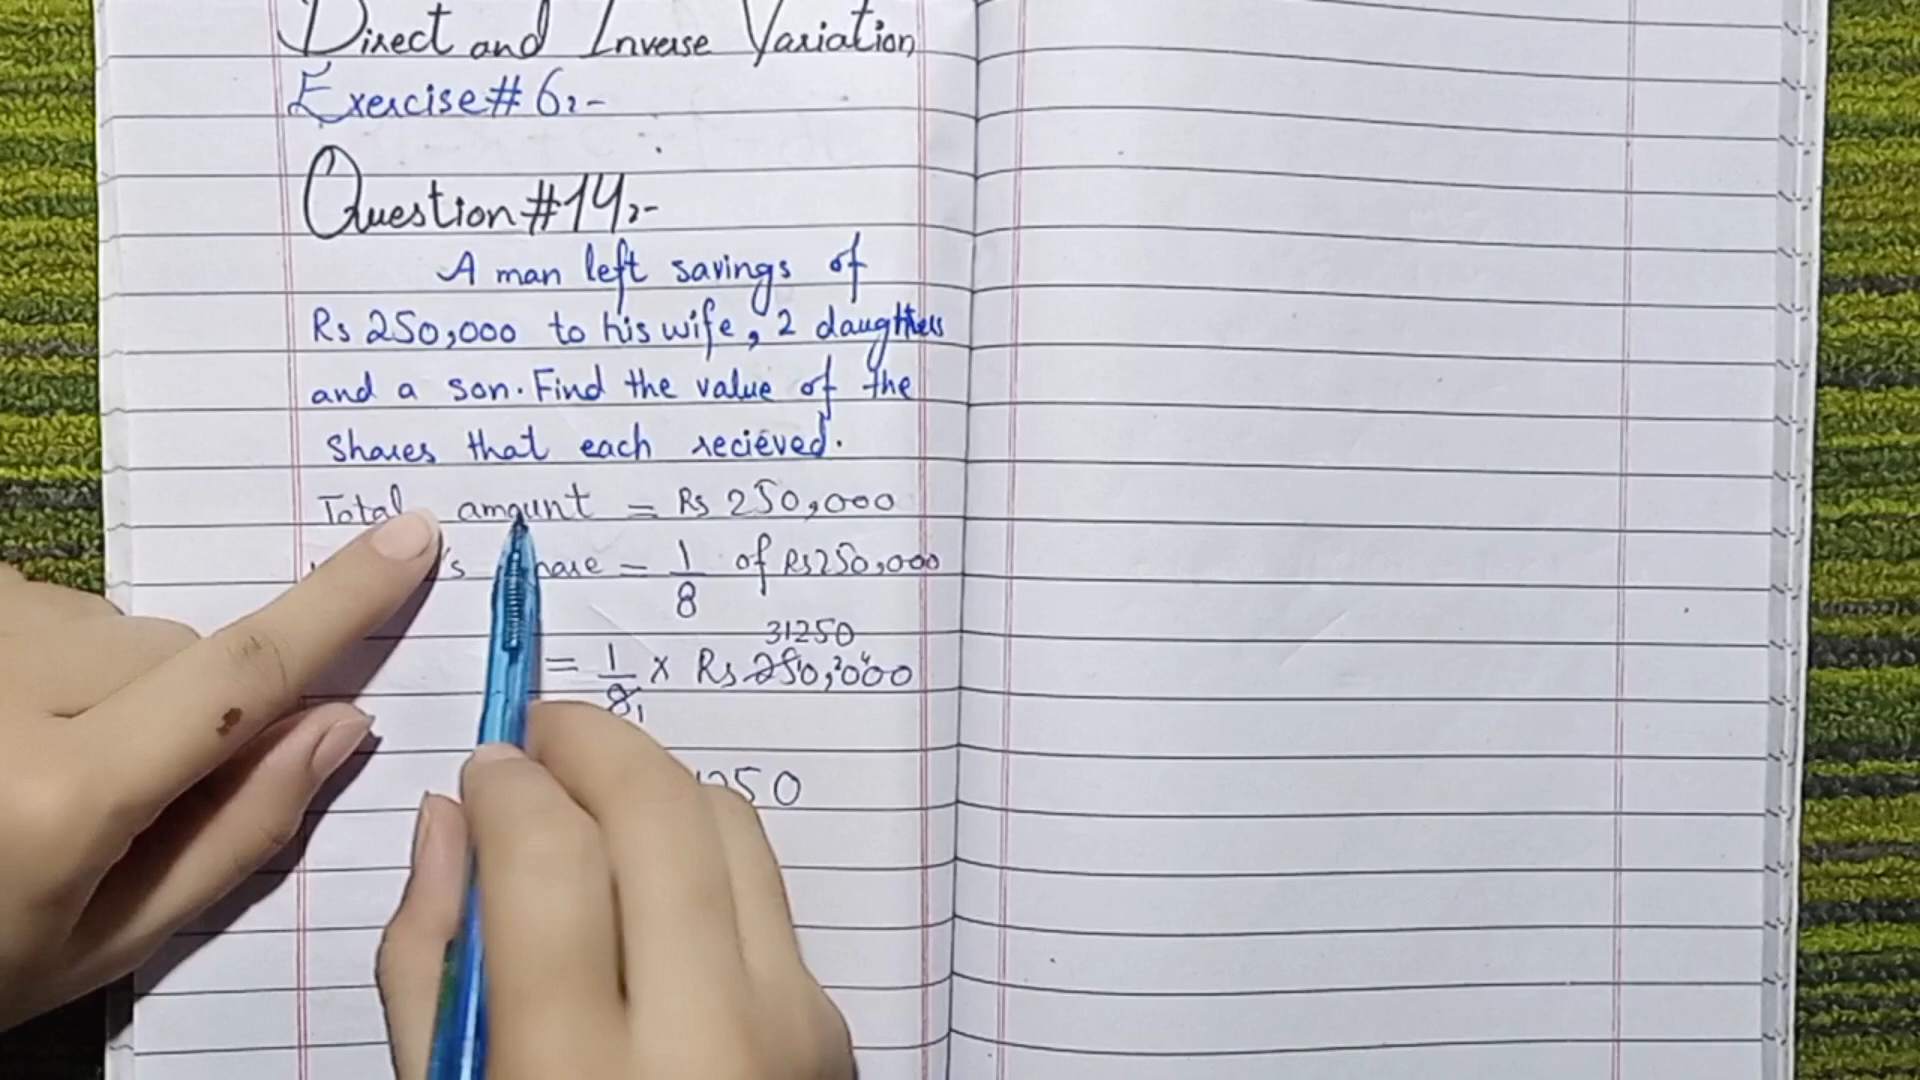 Direct and Inverse Variation
Exercise# 6:-
Question#14:-
A man left savings of
Rs 250,000 to his wife, 2 daugthers
and a son. Find the value of the
shares that each recieved.
Total amount = Rs 250,000
= 1/8 of Rs250,000
31250
= 1/8 1 x Rs 250,000
250